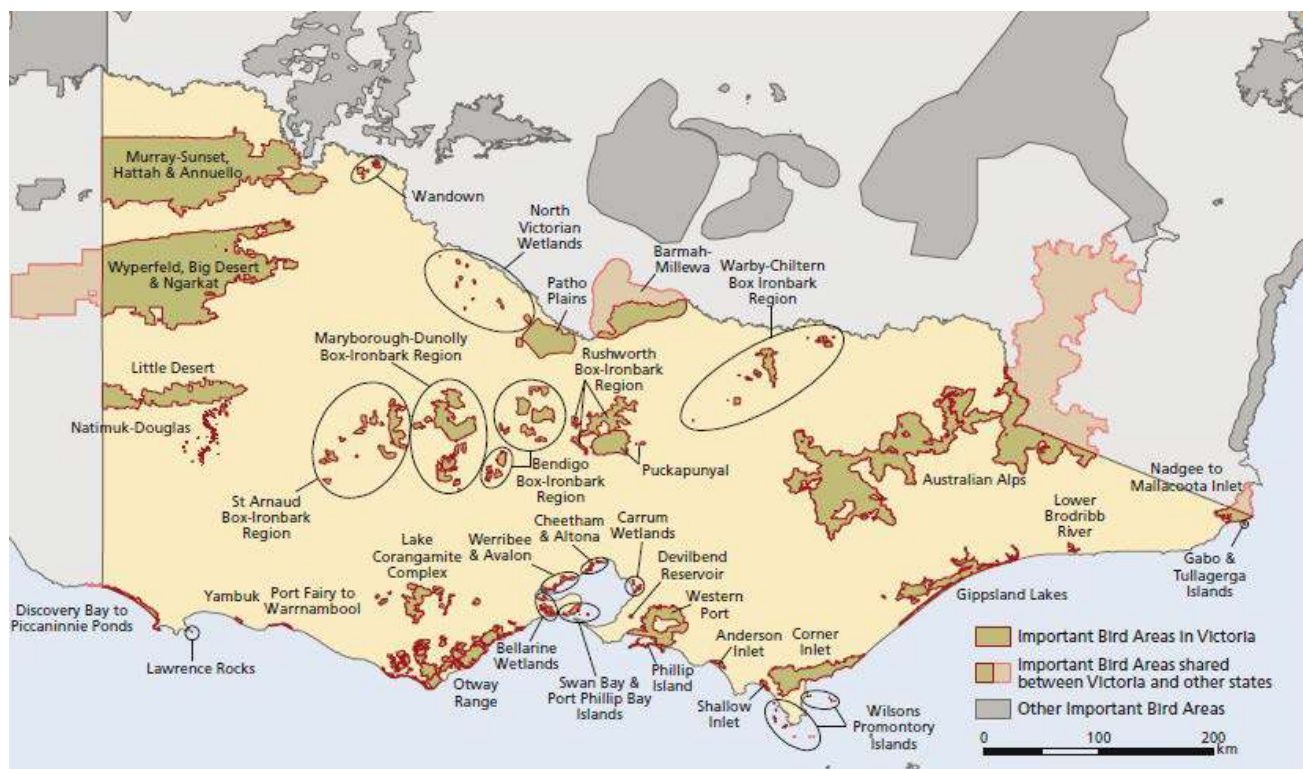 Murray-Sunset,
Hattah & Annuello
Wandown
North
Victorian
Wetlands
Wyperfeld, Big Desert
& Ngarkat
Patho
Plains
Barmah-
Millewa
Warby-Chiltern
Box Ironbark
Region
Maryborough-Dunolly
Box-Ironbark Region
Rushworth
Box-Ironbark
Region
Little Desert
Natimuk-Douglas
Puckapunyal
Bendigo
Box-Ironbark
Region
St Arnaud
Box-Ironbark
Region
Australian Alps
Nadgee to
Mallacoota Inlet
Lower
Brodribb
River
Gabo &
Tullagerga
Islands
Cheetham
& Altona
Carrum
Wetlands
Werribee
& Avalon
Lake
Corangamite
Complex
Devilbend
Reservoir
Western
Port
Gippsland Lakes
Discovery Bay to
Piccaninnie Ponds
Yambuk
Port Fairy to
Warrnambool
Lawrence Rocks
Otway
Range
Bellarine
Wetlands
Swan Bay &
Port Phillip Bay
Islands
Phillip
Island
Anderson
Inlet
Corner
Inlet
Shallow
Inlet
Wilsons
Promontory
Islands
Important Bird Areas in Victoria
Important Bird Areas shared
between Victoria and other states
Other Important Bird Areas
0 100 200
km